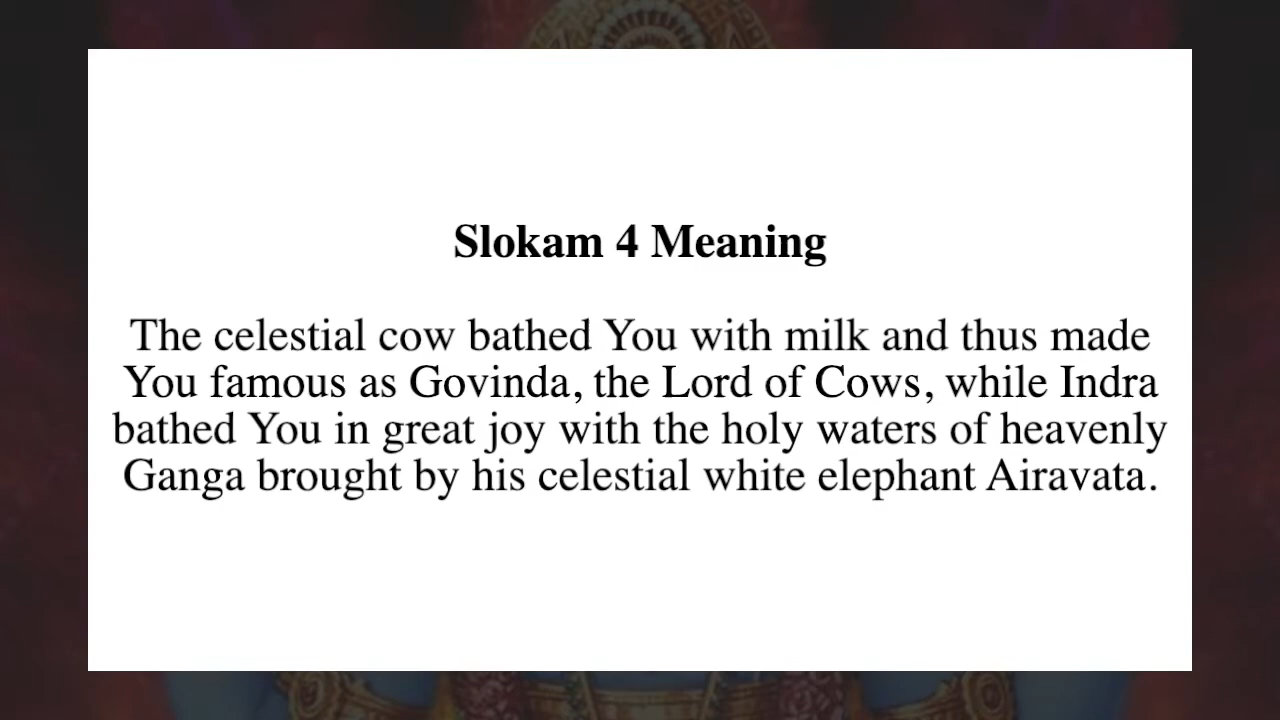 Slokam 4 Meaning
The celestial cow bathed You with milk and thus made
You famous as Govinda, the Lord of Cows, while Indra
bathed You in great joy with the holy waters of heavenly
Ganga brought by his celestial white elephant Airavata.